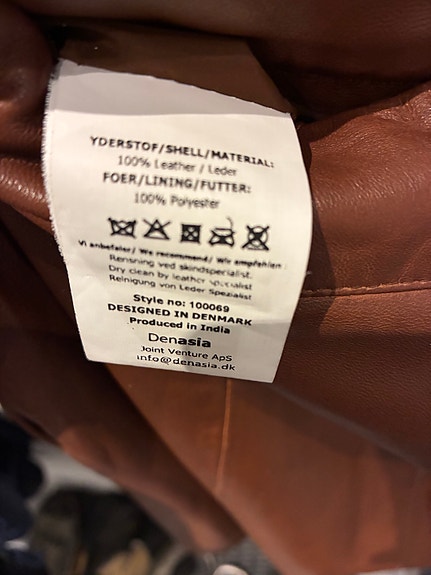 YDERSTOF/SHELL/MATERIAL:
100% Leather / Leder
FOER/LINING/FUTTER:
100% Polyester
Vi anbefaler/ We recommend/ Wir ampfehlen
Rensning ved skindspecialist.
Dry clean by leather specialist
Reinigung von Leder Spezialist
Style no: 100069
DESIGNED IN DENMARK
Produced in India
Denasia
Joint Venture ApS
info@denasia.dk